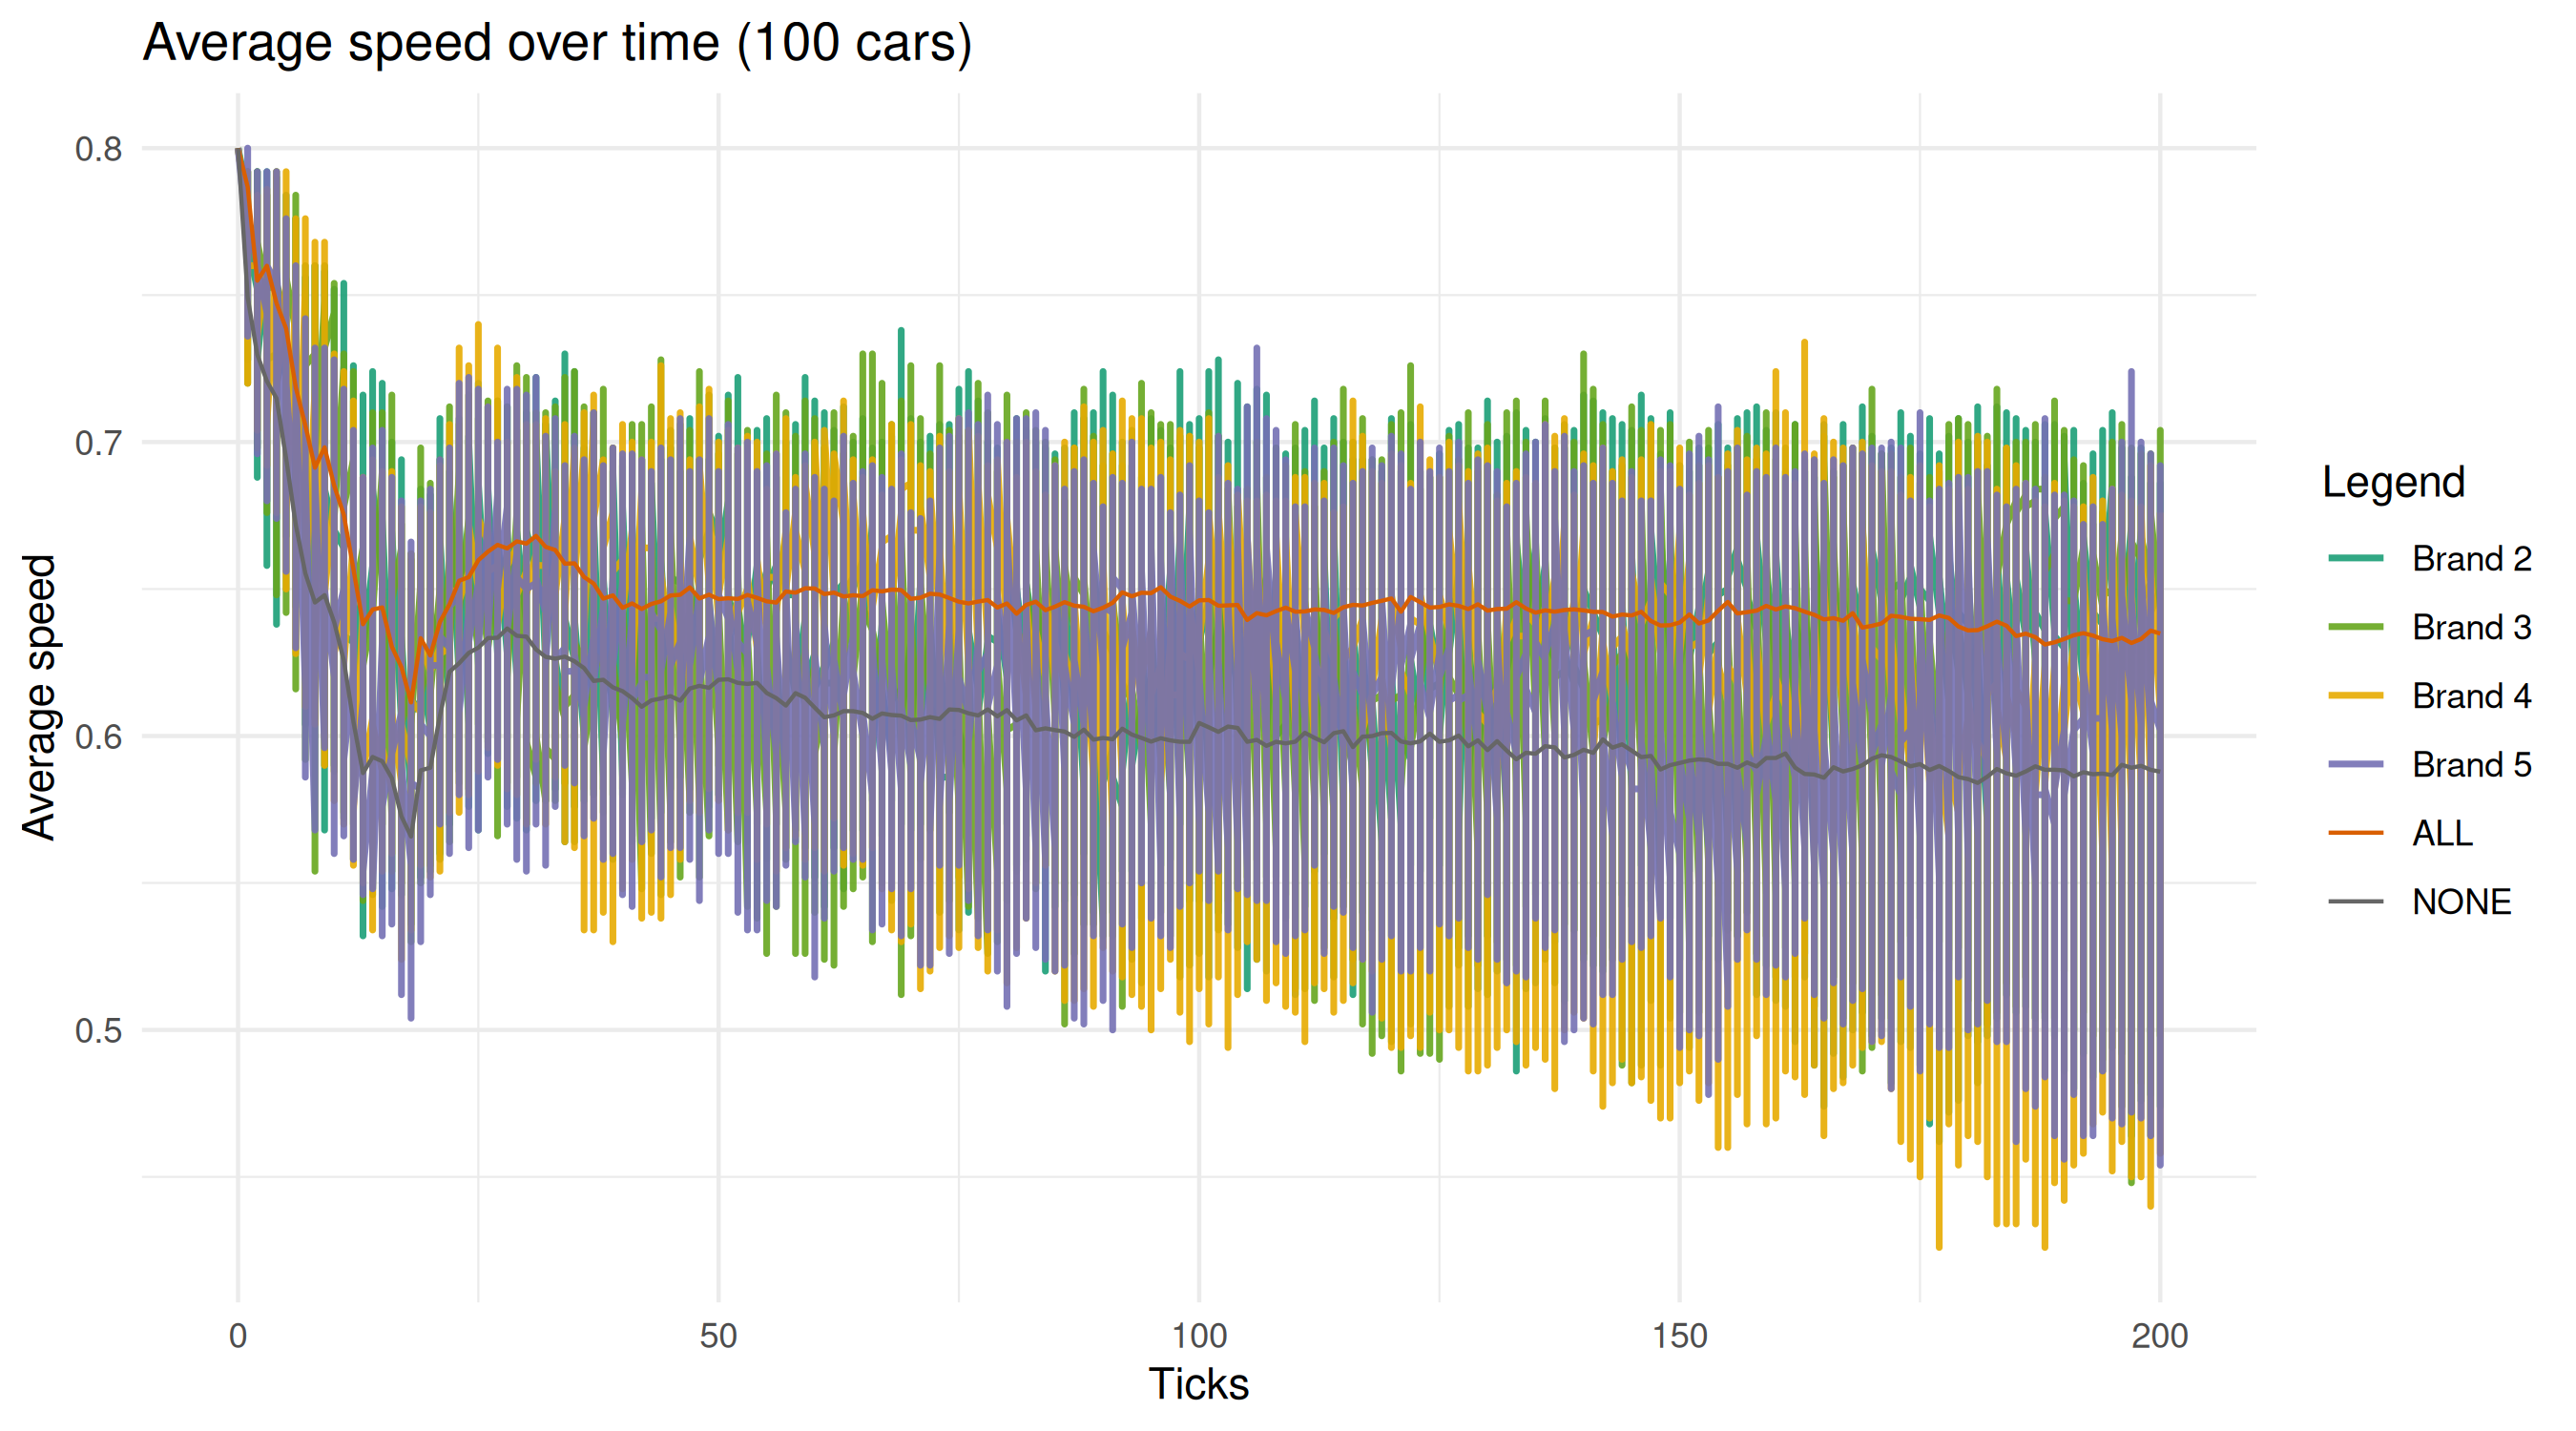 Average speed over time (100 cars)
Average speed
0.8
0.7
0.6
0.5
0
50
100
150
200
Ticks
Legend
Brand 2
Brand 3
Brand 4
Brand 5
ALL
NONE